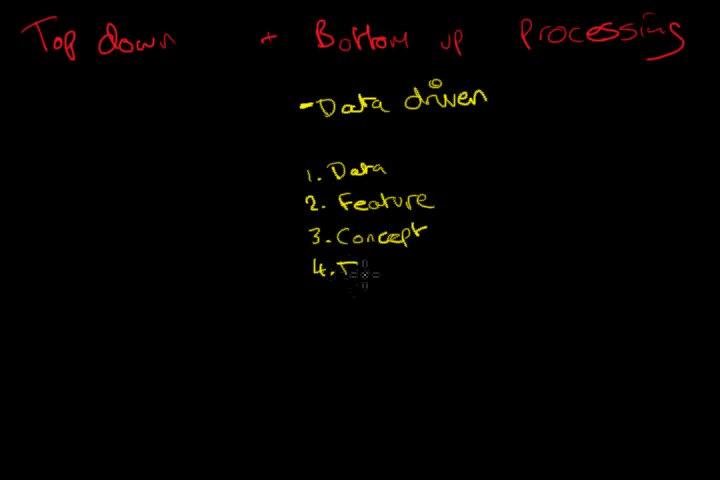 Top down + Bottom up processing
- Data driven
1. Data
2. Feature
3. Concept
4.